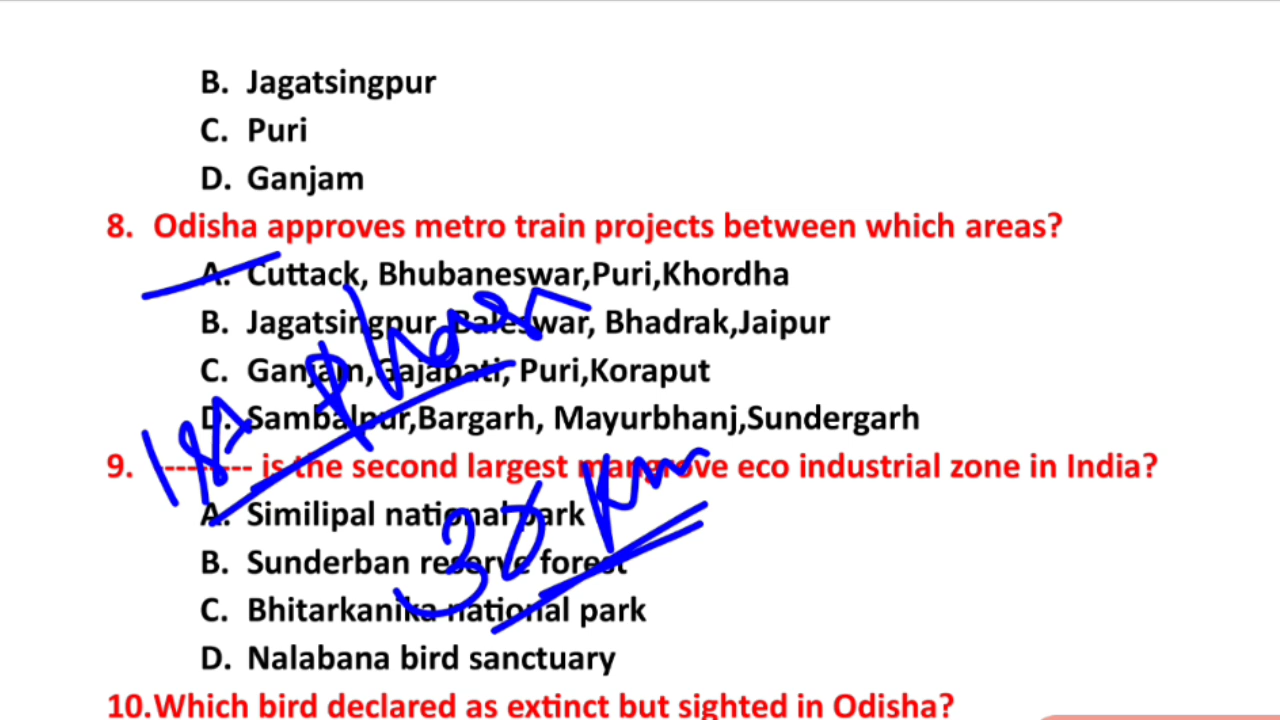 B. Jagatsingpur
C. Puri
D. Ganjam
8. Odisha approves metro train projects between which areas?
A. Cuttack, Bhubaneswar,Puri,Khordha
B. Jagatsingpur,Baleswar, Bhadrak,Jaipur
C. Ganjam,Gajapati, Puri,Koraput
D. Sambalpur,Bargarh, Mayurbhanj,Sundergarh
1st phase
9. --------- is the second largest mangrove eco industrial zone in India?
30 km
A. Similipal national park
B. Sunderban reserve forest
C. Bhitarkanika national park
D. Nalabana bird sanctuary
10.Which bird declared as extinct but sighted in Odisha?